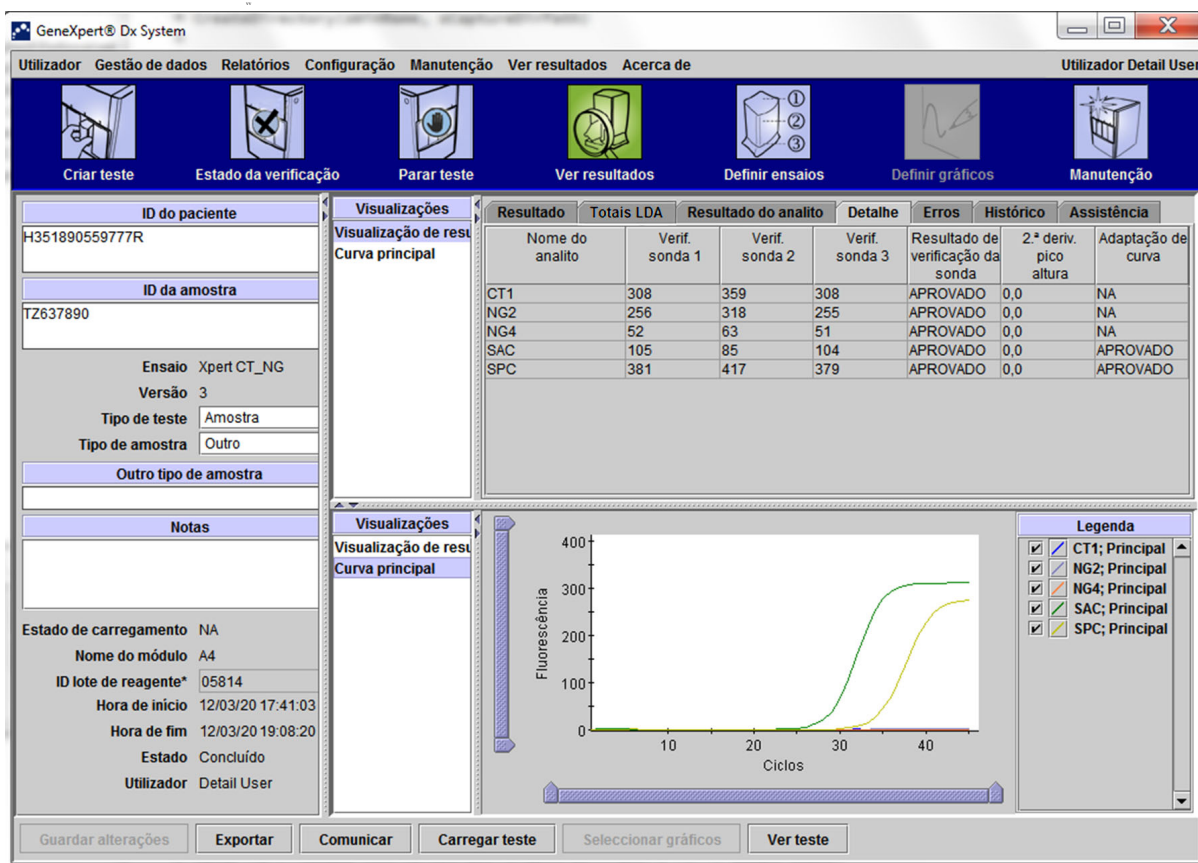 GeneXpert® Dx System
Utilizador Gestão de dados Relatórios Configuração Manutenção Ver resultados Acerca de Utilizador Detail User
Criar teste Estado da verificação Parar teste Ver resultados Definir ensaios Definir gráficos Manutenção
ID do paciente
H351890559777R
ID da amostra
TZ637890
Ensaio Xpert CT_NG
Versão 3
Tipo de teste Amostra
Tipo de amostra Outro
Outro tipo de amostra
Notas
Estado de carregamento NA
Nome do módulo A4
ID lote de reagente* 05814
Hora de início 12/03/20 17:41:03
Hora de fim 12/03/20 19:08:20
Estado Concluído
Utilizador Detail User
Visualizações
Visualização de resu
Curva principal
Resultado Totais LDA Resultado do analito Detalhe Erros Histórico Assistência
Nome do analito Verif. sonda 1 Verif. sonda 2 Verif. sonda 3 Resultado de verificação da sonda 2.ª deriv. pico altura Adaptação de curva
CT1 308 359 308 APROVADO 0,0 NA
NG2 256 318 255 APROVADO 0,0 NA
NG4 52 63 51 APROVADO 0,0 NA
SAC 105 85 104 APROVADO 0,0 APROVADO
SPC 381 417 379 APROVADO 0,0 APROVADO
Visualizações
Visualização de resu
Curva principal
Fluorescência
400
300
200
100
0
10 20 30 40
Ciclos
Legenda
CT1; Principal
NG2; Principal
NG4; Principal
SAC; Principal
SPC; Principal
Guardar alterações Exportar Comunicar Carregar teste Seleccionar gráficos Ver teste